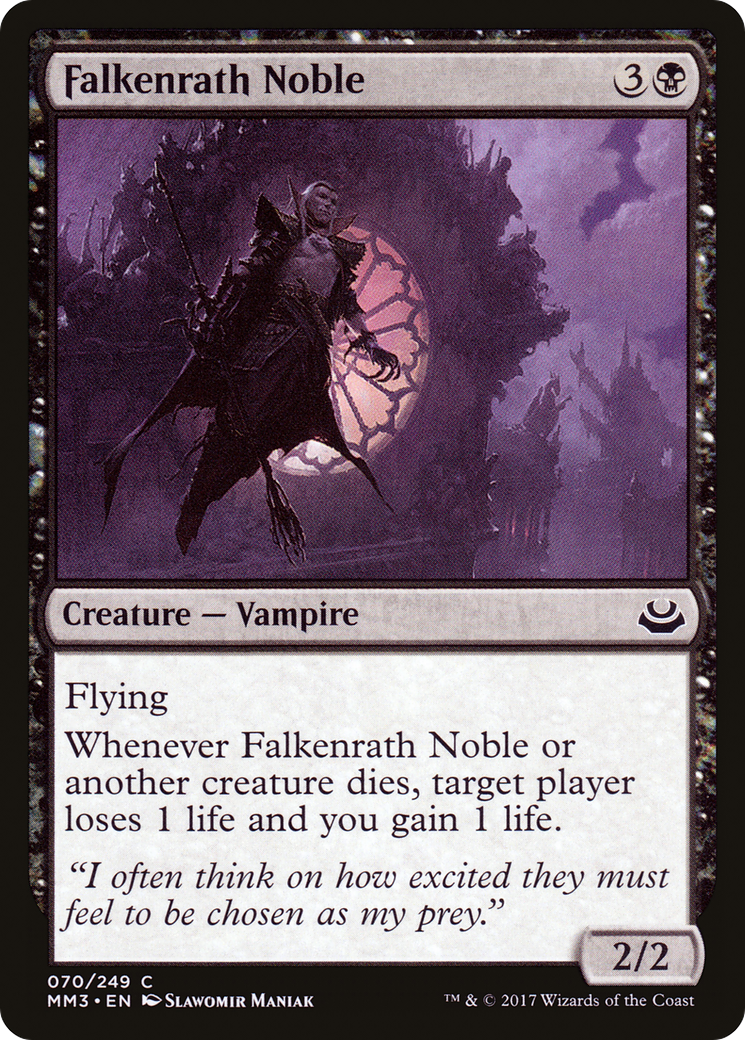 Falkenrath Noble 3
Creature — Vampire
Flying
Whenever Falkenrath Noble or
another creature dies, target player
loses 1 life and you gain 1 life.
“I often think on how excited they must
feel to be chosen as my prey.”
2/2
070/249 C
MM3 • EN SLAWOMIR MANIAK
™ & © 2017 Wizards of the Coast